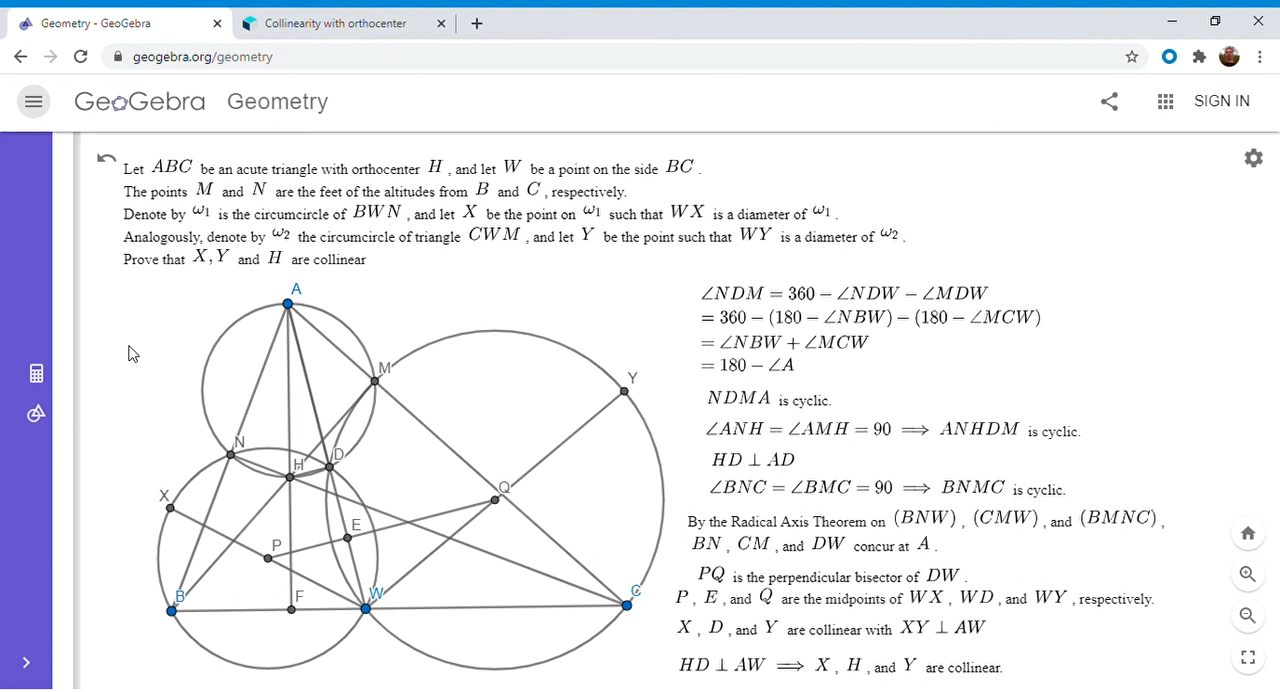 Geometry - GeoGebra
Collinearity with orthocenter
geogebra.org/geometry
GeoGebra Geometry
SIGN IN
Let ABC be an acute triangle with orthocenter H , and let W be a point on the side BC .
The points M and N are the feet of the altitudes from B and C , respectively.
Denote by ω1 is the circumcircle of BWN , and let X be the point on ω1 such that WX is a diameter of ω1 .
Analogously, denote by ω2 the circumcircle of triangle CWM , and let Y be the point such that WY is a diameter of ω2 .
Prove that X, Y and H are collinear
∠NDM = 360 − ∠NDW − ∠MDW
= 360 − (180 − ∠NBW) − (180 − ∠MCW)
= ∠NBW + ∠MCW
= 180 − ∠A
NDMA is cyclic.
∠ANH = ∠AMH = 90 ⟹ ANHDM is cyclic.
HD ⊥ AD
∠BNC = ∠BMC = 90 ⟹ BNMC is cyclic.
By the Radical Axis Theorem on (BNW) , (CMW) , and (BMNC) ,
BN , CM , and DW concur at A .
PQ is the perpendicular bisector of DW .
P , E , and Q are the midpoints of WX , WD , and WY , respectively.
X , D , and Y are collinear with XY ⊥ AW
HD ⊥ AW ⟹ X , H , and Y are collinear.
A
M
Y
N
H
D
X
Q
E
P
B
F
W
C